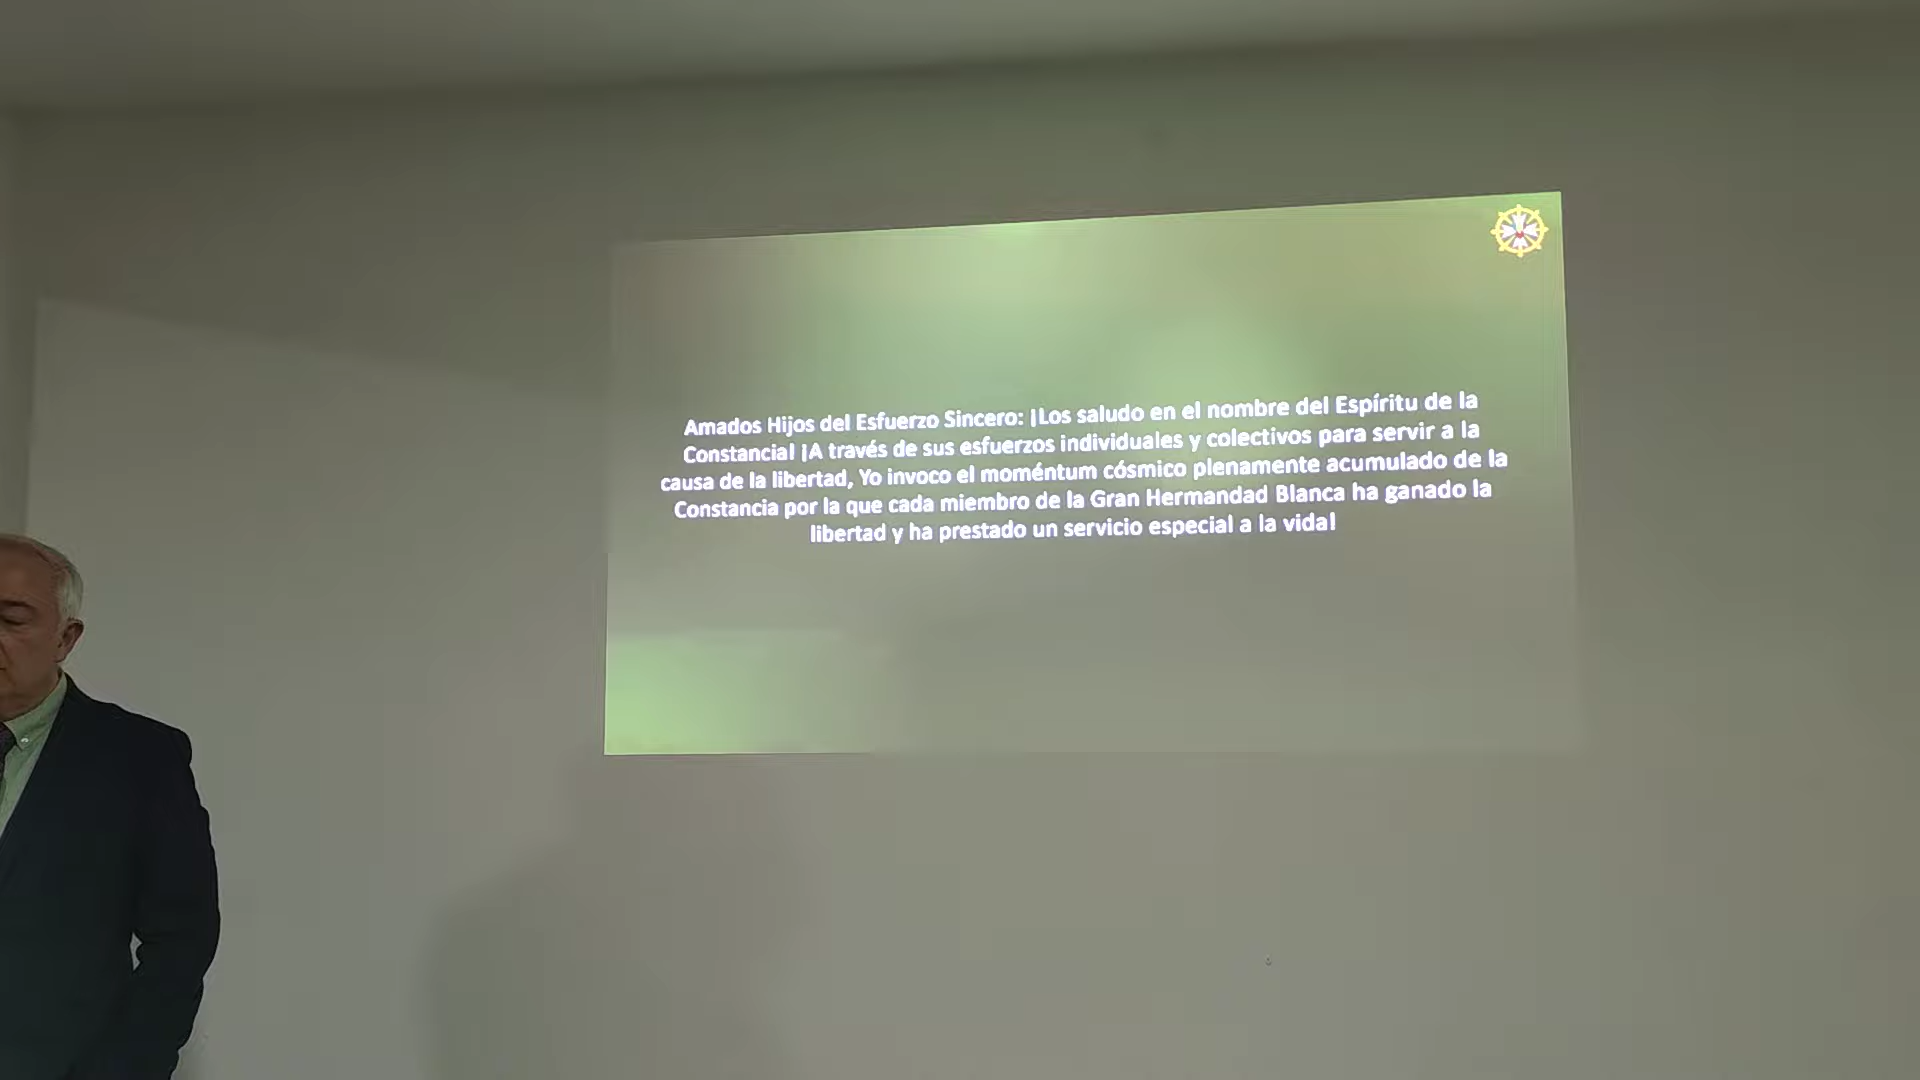 Amados Hijos del Esfuerzo Sincero: ¡Los saludo en el nombre del Espíritu de la
Constancia! ¡A través de sus esfuerzos individuales y colectivos para servir a la
causa de la libertad, Yo invoco el moméntum cósmico plenamente acumulado de la
Constancia por la que cada miembro de la Gran Hermandad Blanca ha ganado la
libertad y ha prestado un servicio especial a la vida!